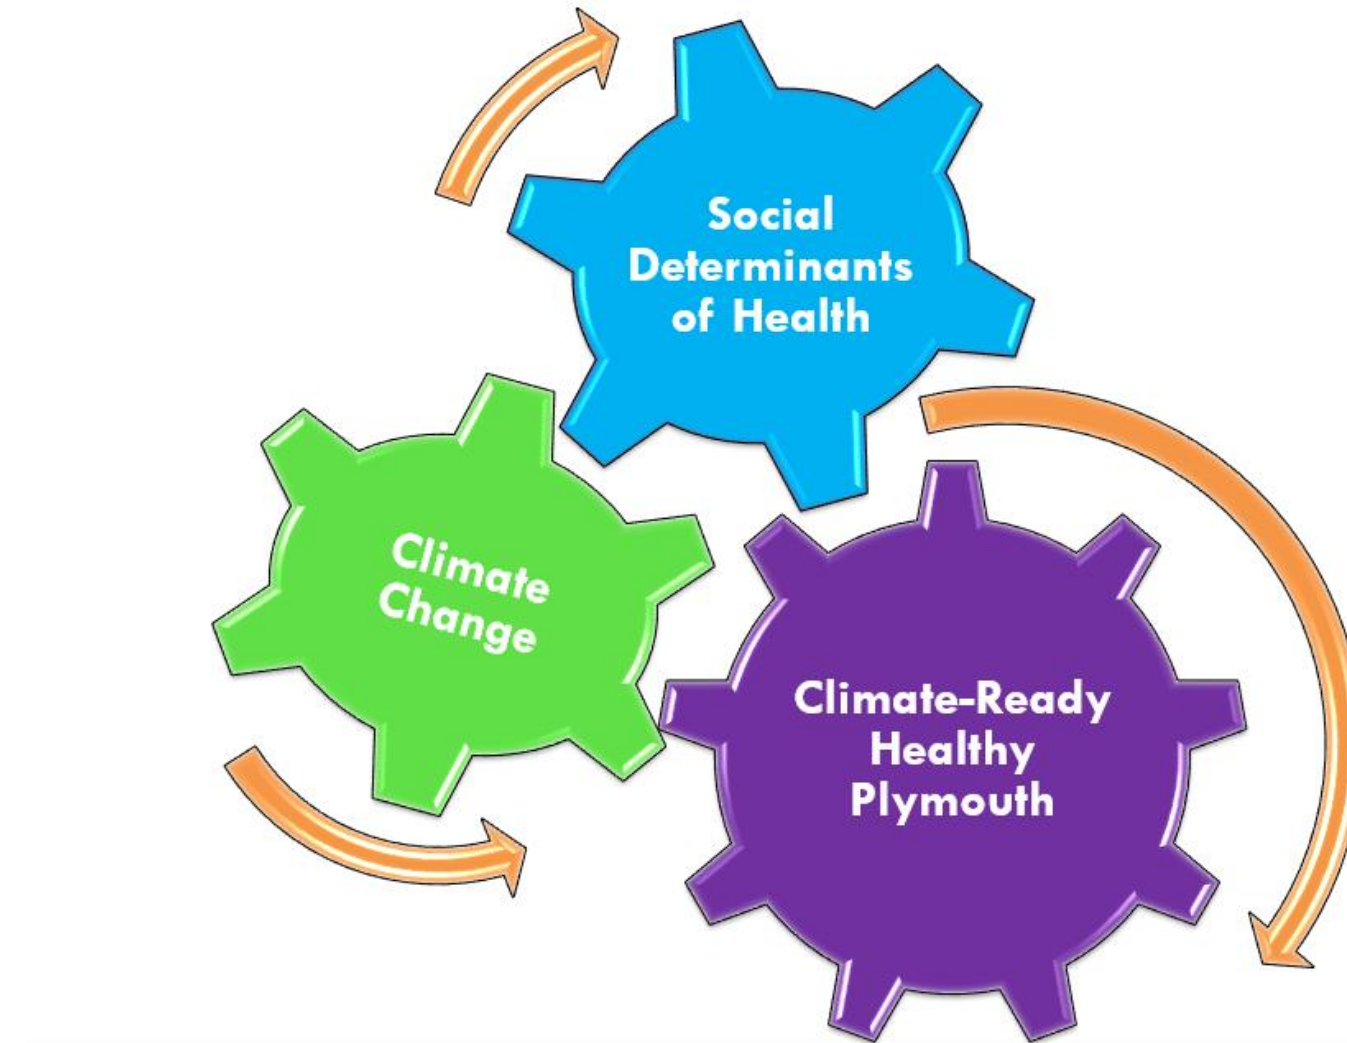 Social
Determinants
of Health
Climate
Change
Climate-Ready
Healthy
Plymouth